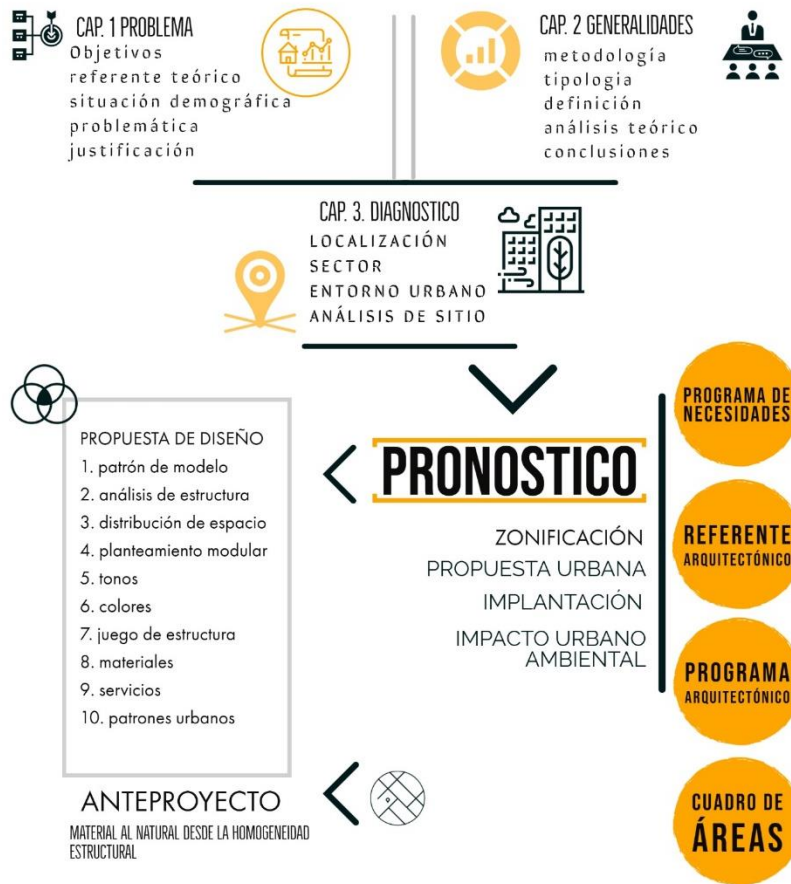 CAP. 1 PROBLEMA
Objetivos
referente teórico
situación demográfica
problemática
justificación
CAP. 2 GENERALIDADES
metodología
tipologia
definición
análisis teórico
conclusiones
CAP. 3. DIAGNOSTICO
LOCALIZACIÓN
SECTOR
ENTORNO URBANO
ANÁLISIS DE SITIO
PRONOSTICO
ZONIFICACIÓN
PROPUESTA URBANA
IMPLANTACIÓN
IMPACTO URBANO
AMBIENTAL
PROGRAMA DE
NECESIDADES
REFERENTE
ARQUITECTÓNICO
PROGRAMA
ARQUITECTÓNICO
CUADRO DE
ÁREAS
PROPUESTA DE DISEÑO
1. patrón de modelo
2. análisis de estructura
3. distribución de espacio
4. planteamiento modular
5. tonos
6. colores
7. juego de estructura
8. materiales
9. servicios
10. patrones urbanos
ANTEPROYECTO
MATERIAL AL NATURAL DESDE LA HOMOGENEIDAD
ESTRUCTURAL